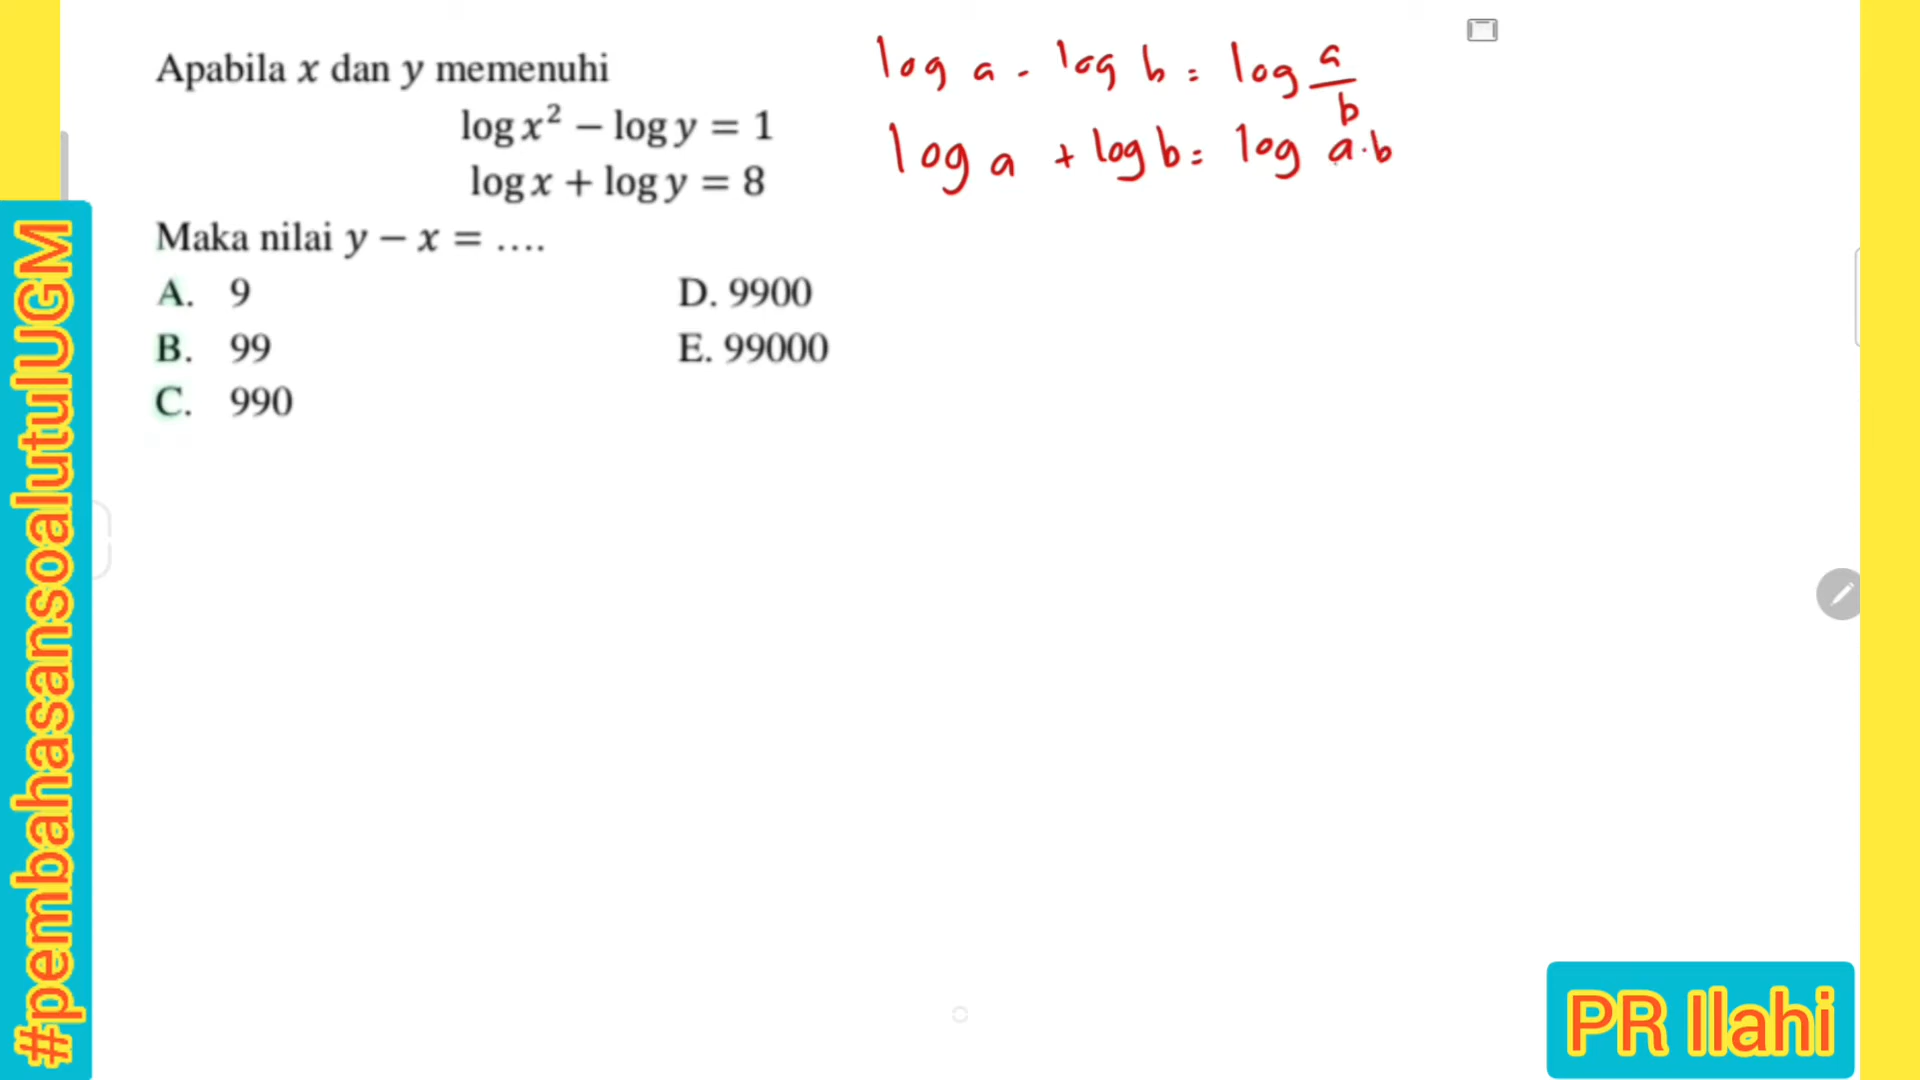 Apabila x dan y memenuhi
log x² − log y = 1
log x + log y = 8
Maka nilai y − x = ....
A. 9
B. 99
C. 990
D. 9900
E. 99000
log a - log b = log a/b
log a + log b = log a.b
#pembahasansoalutulUGM
PR Ilahi